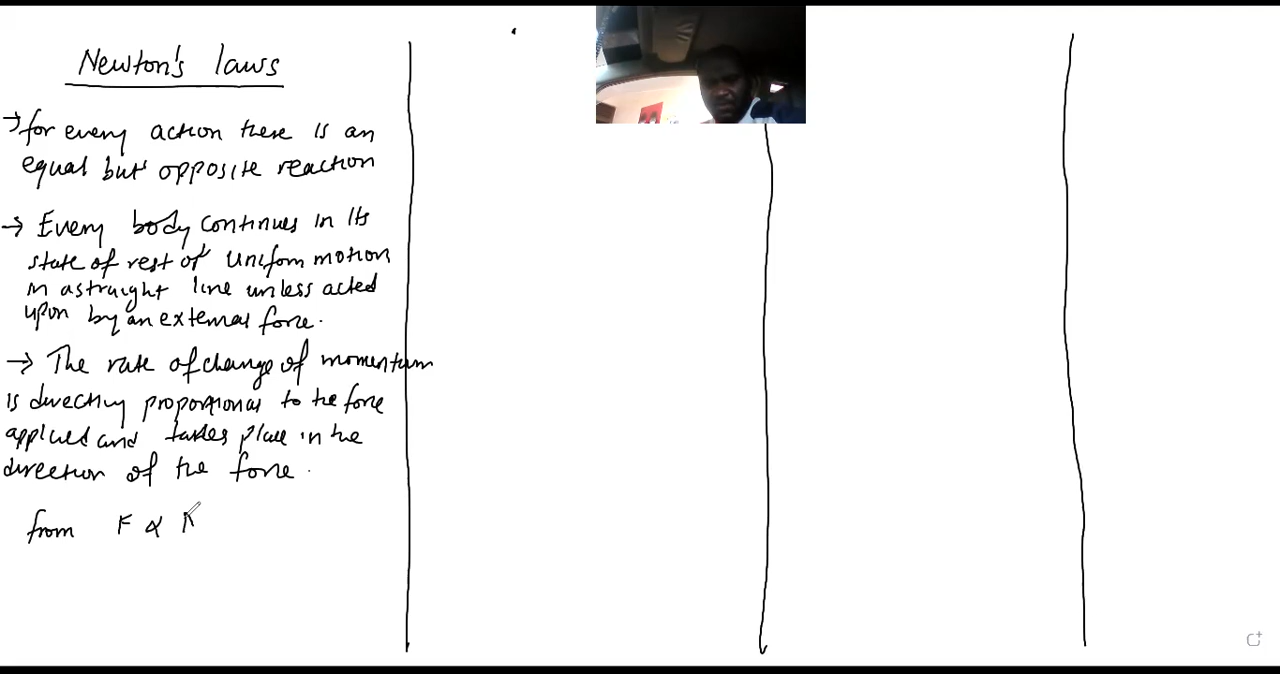 Newton's laws
→ for every action there is an
equal but opposite reaction
→ Every body continues in its
state of rest of uniform motion
in a straight line unless acted
upon by an external force.
→ The rate of change of momentum
is directly proportional to the force
applied and takes place in the
direction of the force.
from F ∝